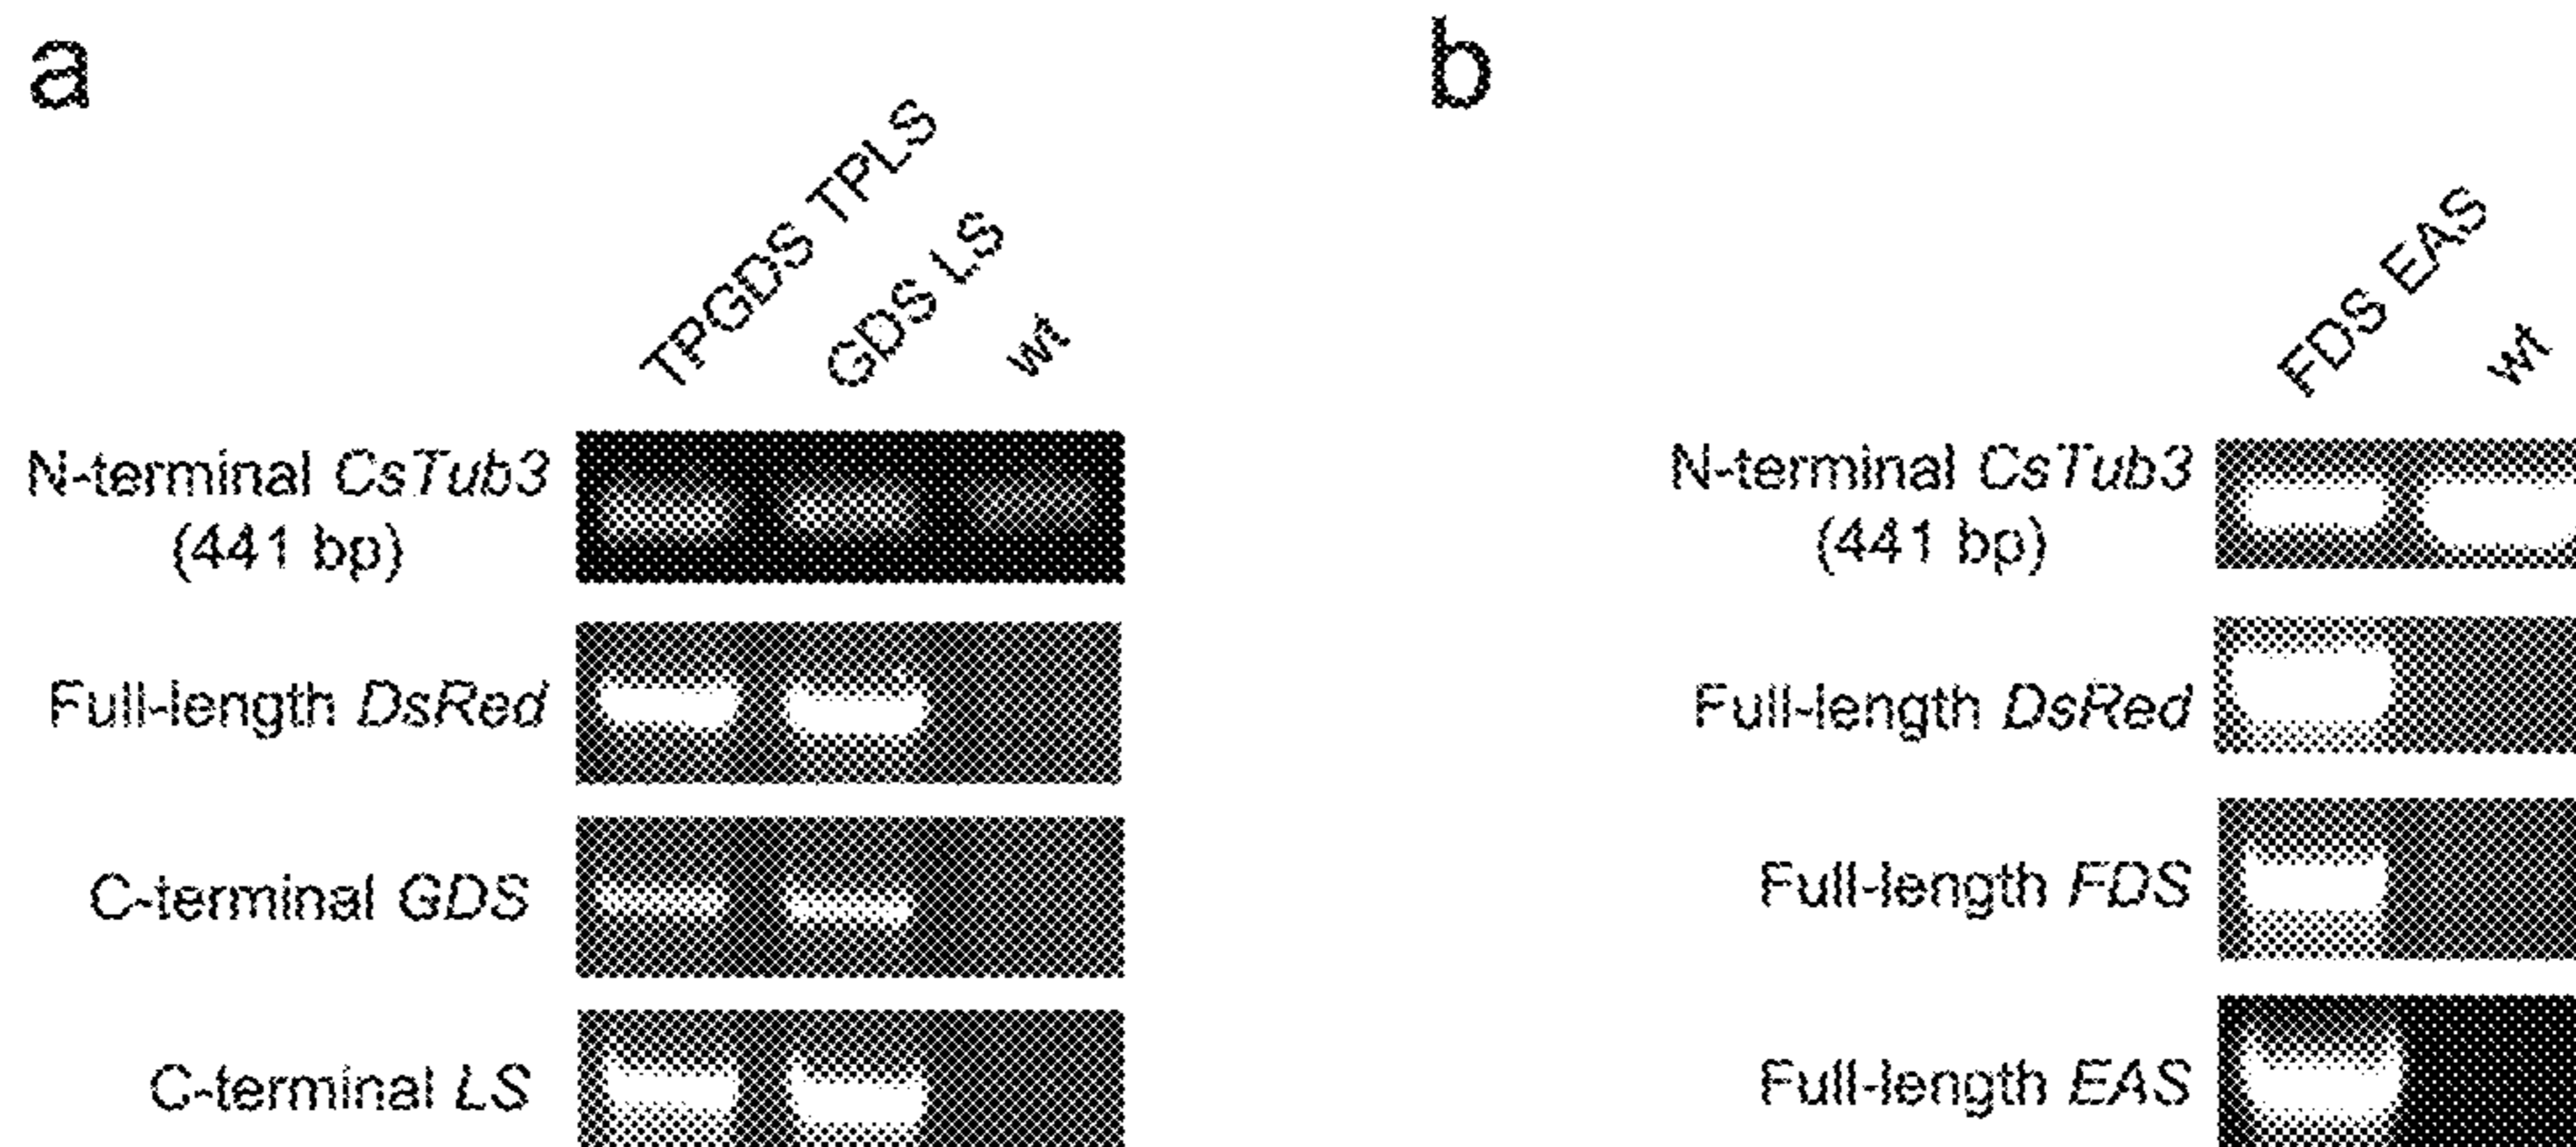 a
TPGDS TPLS
GDS LS
wt
N-terminal CsTub3
(441 bp)
Full-length DsRed
C-terminal GDS
C-terminal LS
b
FDS EAS
wt
N-terminal CsTub3
(441 bp)
Full-length DsRed
Full-length FDS
Full-length EAS